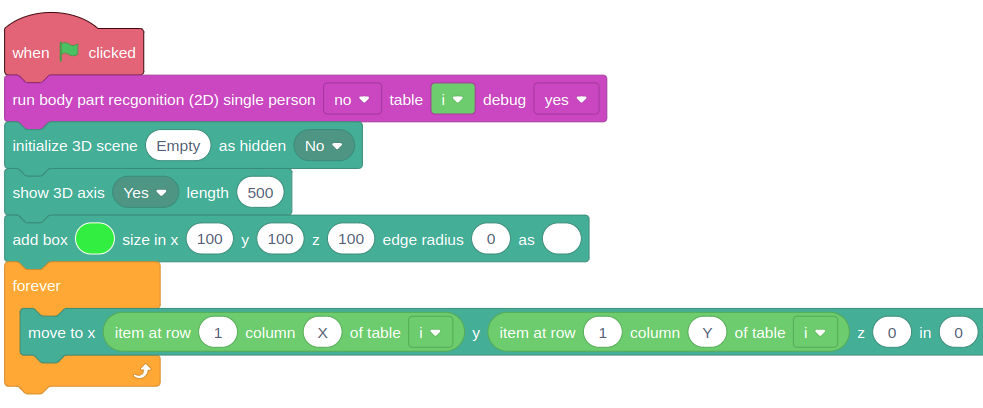 when clicked
run body part recgonition (2D) single person no table i debug yes
initialize 3D scene Empty as hidden No
show 3D axis Yes length 500
add box size in x 100 y 100 z 100 edge radius 0 as
forever
move to x item at row 1 column X of table i y item at row 1 column Y of table i z 0 in 0